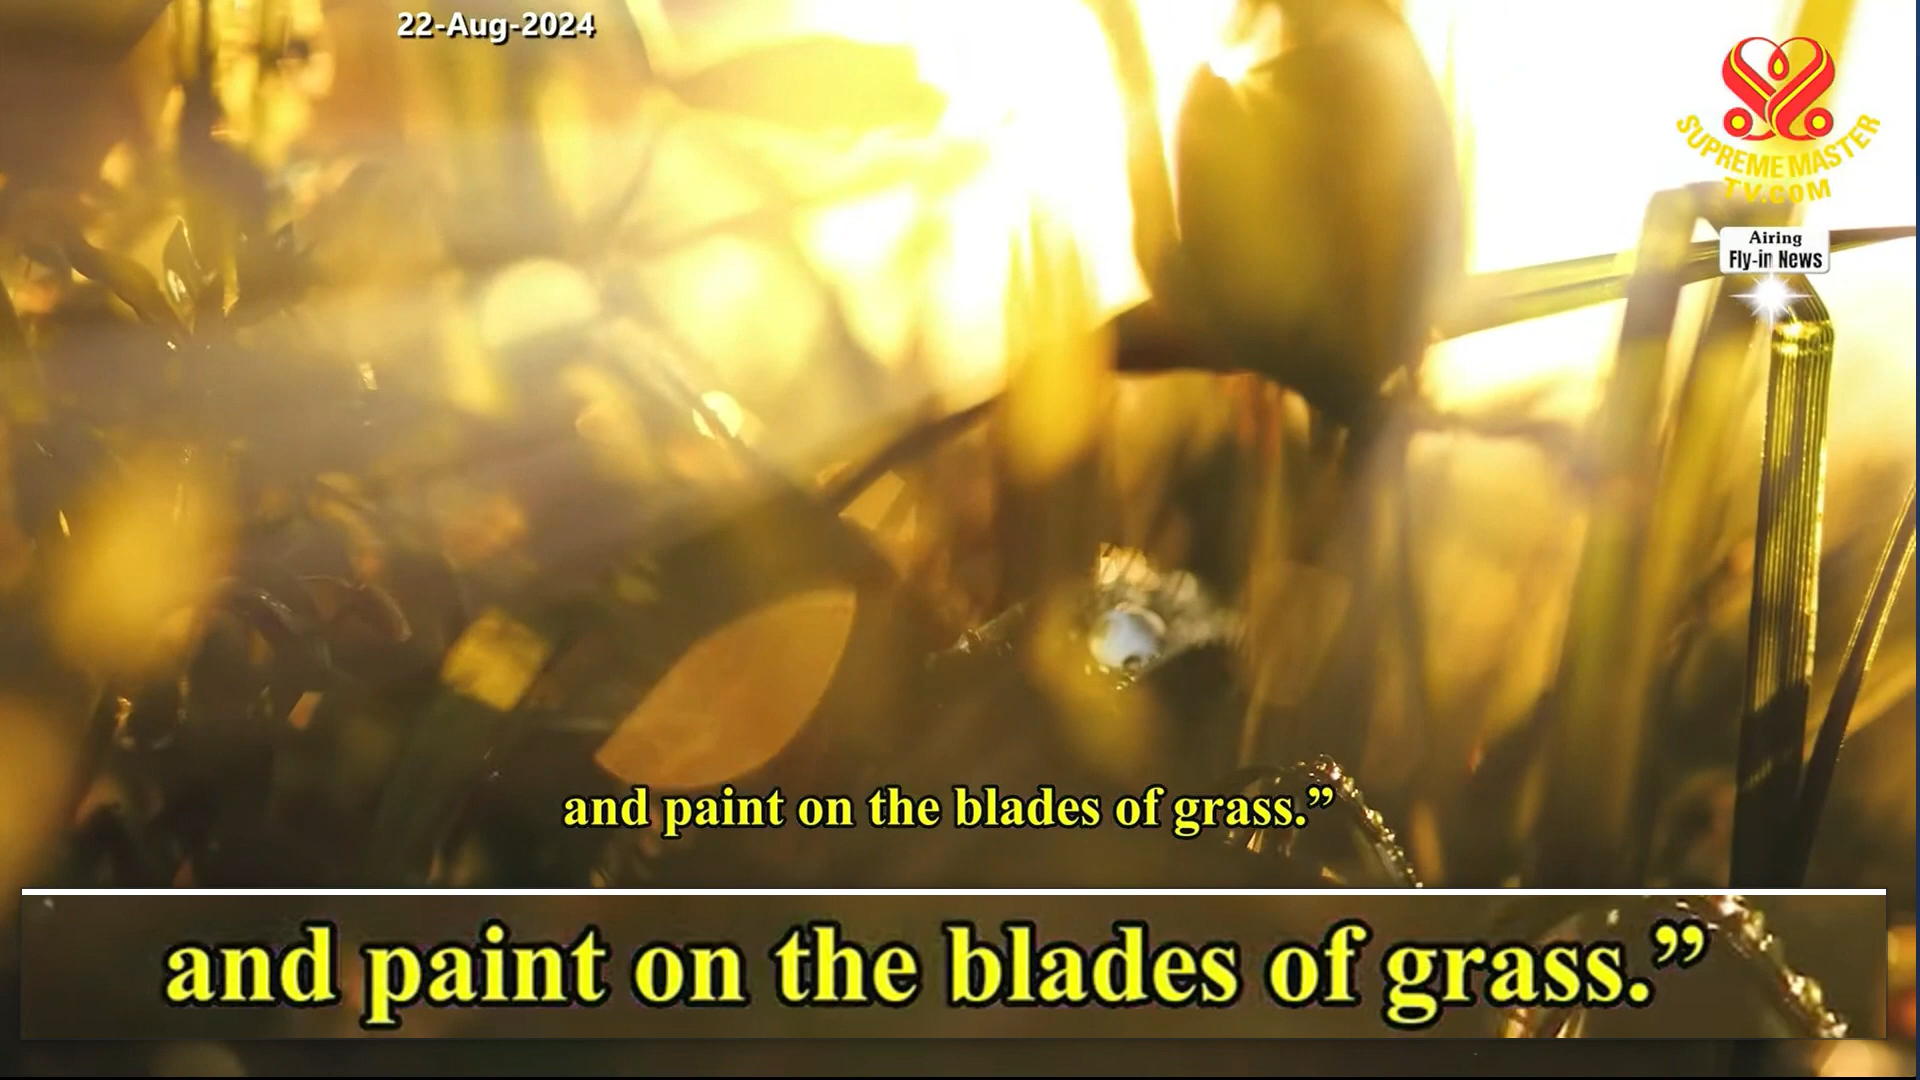 22-Aug-2024
SUPREME MASTER
TV.COM
Airing
Fly-in News
and paint on the blades of grass.”
and paint on the blades of grass.”